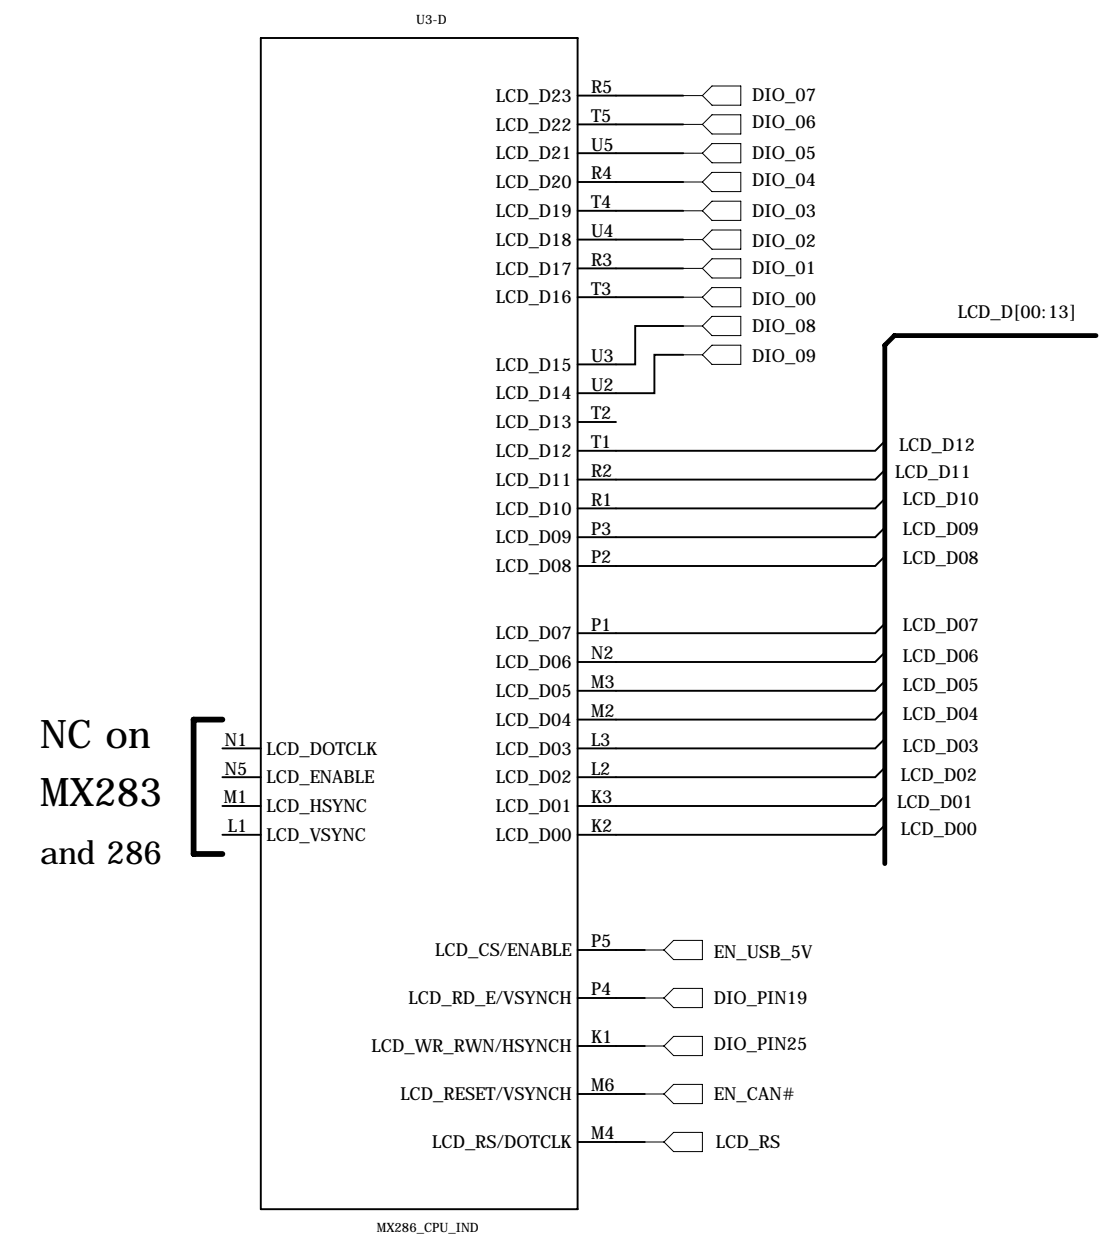 U3-D
LCD_D23 R5 DIO_07
LCD_D22 T5 DIO_06
LCD_D21 U5 DIO_05
LCD_D20 R4 DIO_04
LCD_D19 T4 DIO_03
LCD_D18 U4 DIO_02
LCD_D17 R3 DIO_01
LCD_D16 T3 DIO_00
LCD_D[00:13]
DIO_08
LCD_D15 U3 DIO_09
LCD_D14 U2
LCD_D13 T2
LCD_D12 T1 LCD_D12
LCD_D11 R2 LCD_D11
LCD_D10 R1 LCD_D10
LCD_D09 P3 LCD_D09
LCD_D08 P2 LCD_D08
LCD_D07 P1 LCD_D07
LCD_D06 N2 LCD_D06
LCD_D05 M3 LCD_D05
LCD_D04 M2 LCD_D04
NC on
MX283
and 286
N1 LCD_DOTCLK LCD_D03 L3 LCD_D03
N5 LCD_ENABLE LCD_D02 L2 LCD_D02
M1 LCD_HSYNC LCD_D01 K3 LCD_D01
L1 LCD_VSYNC LCD_D00 K2 LCD_D00
LCD_CS/ENABLE P5 EN_USB_5V
LCD_RD_E/VSYNCH P4 DIO_PIN19
LCD_WR_RWN/HSYNCH K1 DIO_PIN25
LCD_RESET/VSYNCH M6 EN_CAN#
LCD_RS/DOTCLK M4 LCD_RS
MX286_CPU_IND